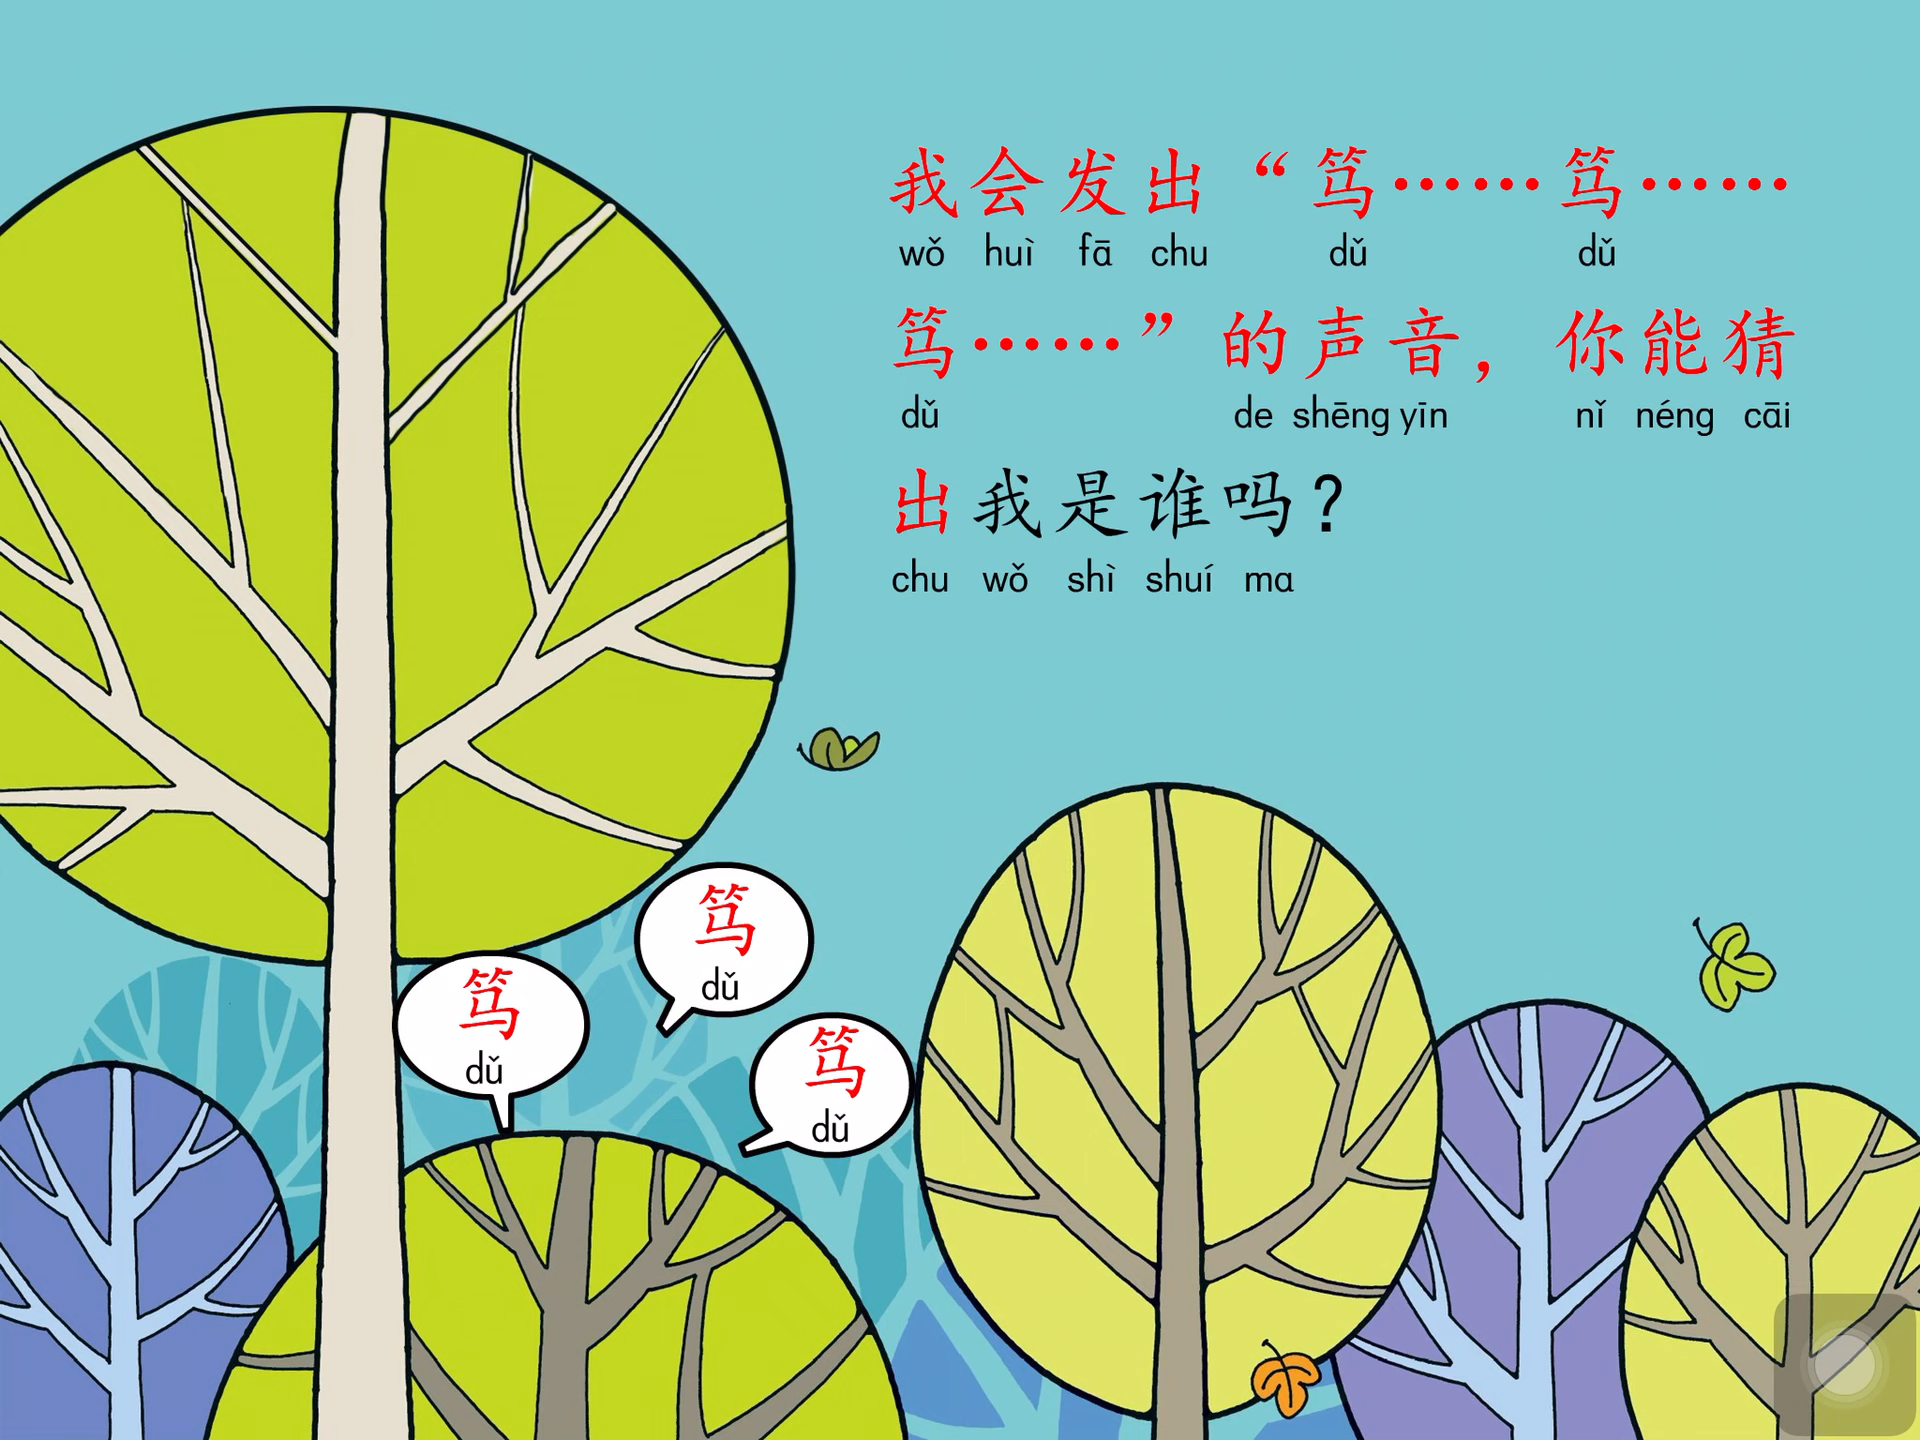 我会发出“笃……笃……
wǒ huì fā chu dǔ dǔ
笃……”的声音，你能猜
dǔ de shēng yīn nǐ néng cāi
出我是谁吗？
chu wǒ shì shuí ma
笃
dǔ
笃
dǔ
笃
dǔ